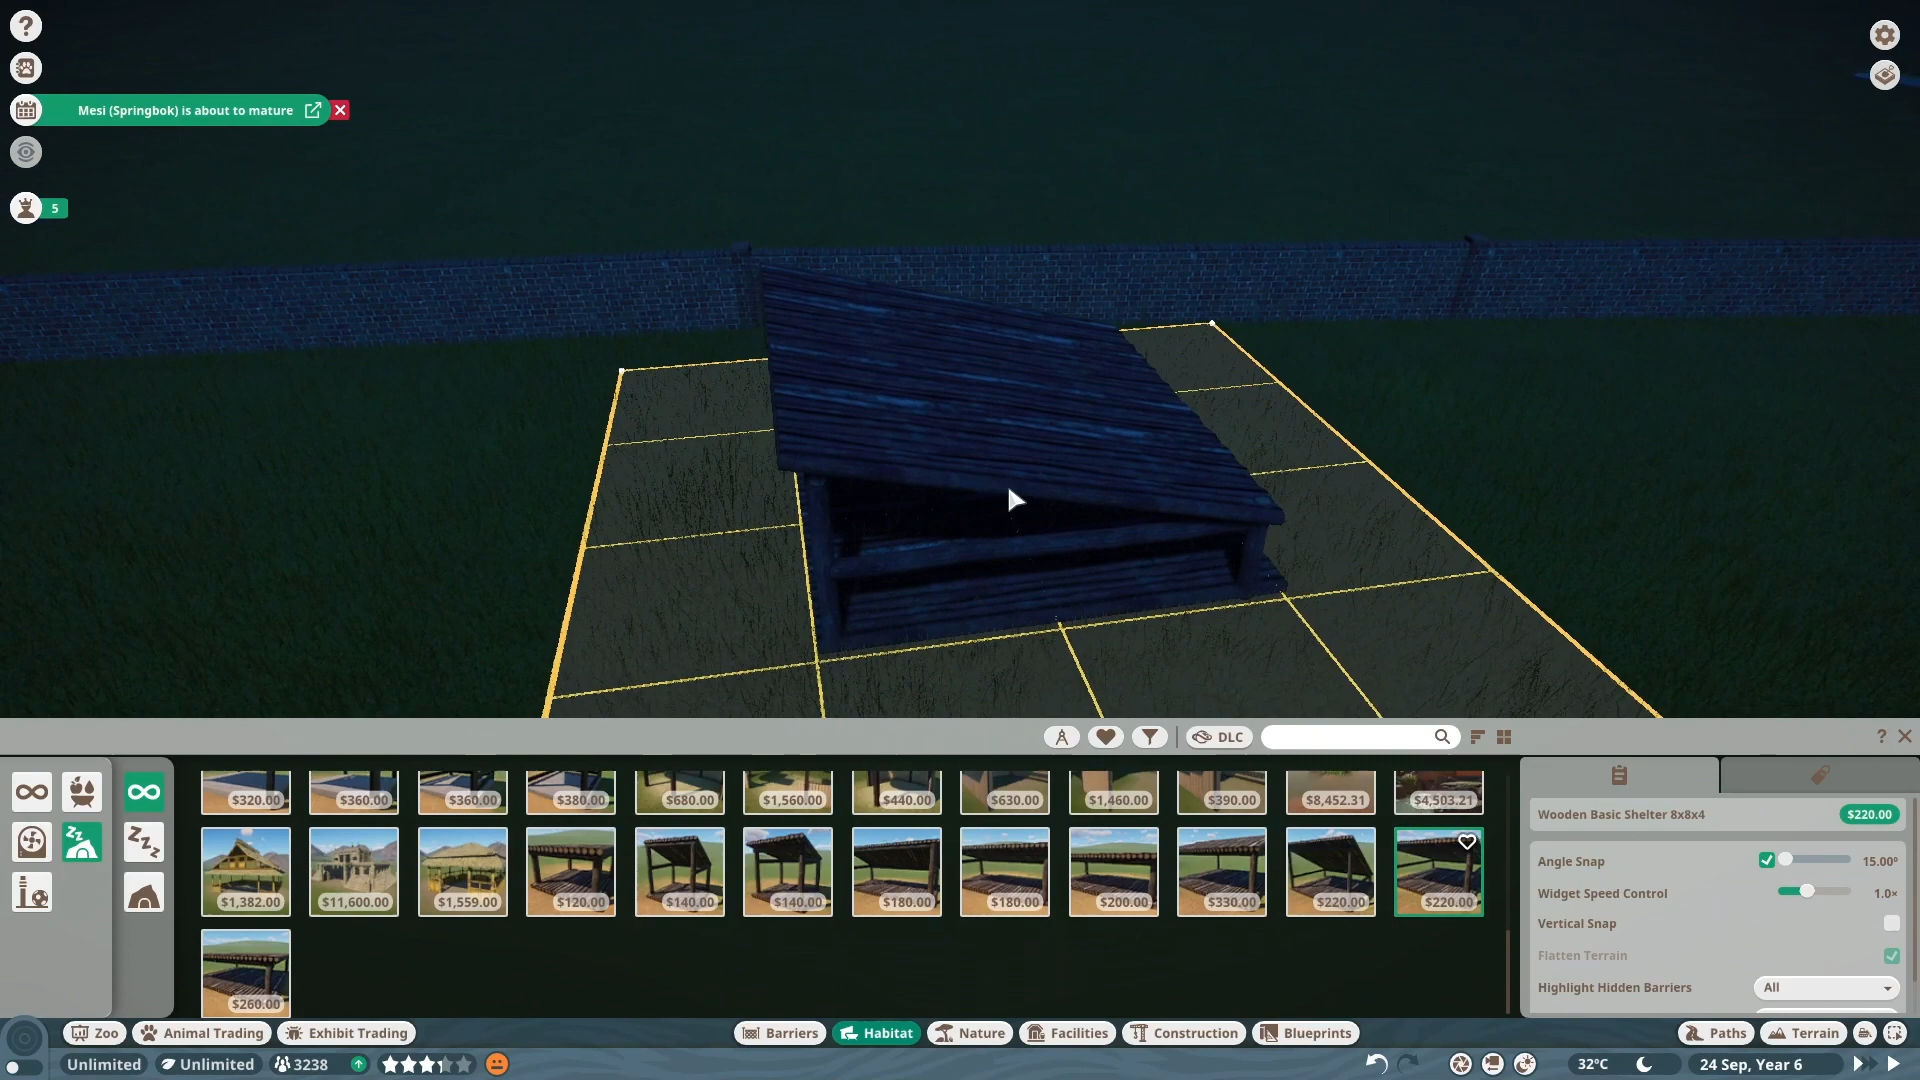 ?
Mesi (Springbok) is about to mature
5
DLC
?
$320.00 $360.00 $360.00 $380.00 $680.00 $1,560.00 $440.00 $630.00 $1,460.00 $390.00 $8,452.31 $4,503.21
$1,382.00 $11,600.00 $1,559.00 $120.00 $140.00 $140.00 $180.00 $180.00 $200.00 $330.00 $220.00 $220.00
$260.00
Wooden Basic Shelter 8x8x4 $220.00
Angle Snap 15.00°
Widget Speed Control 1.0×
Vertical Snap
Flatten Terrain
Highlight Hidden Barriers All
Zoo Animal Trading Exhibit Trading Barriers Habitat Nature Facilities Construction Blueprints Paths Terrain
Unlimited Unlimited 3238 32°C 24 Sep, Year 6